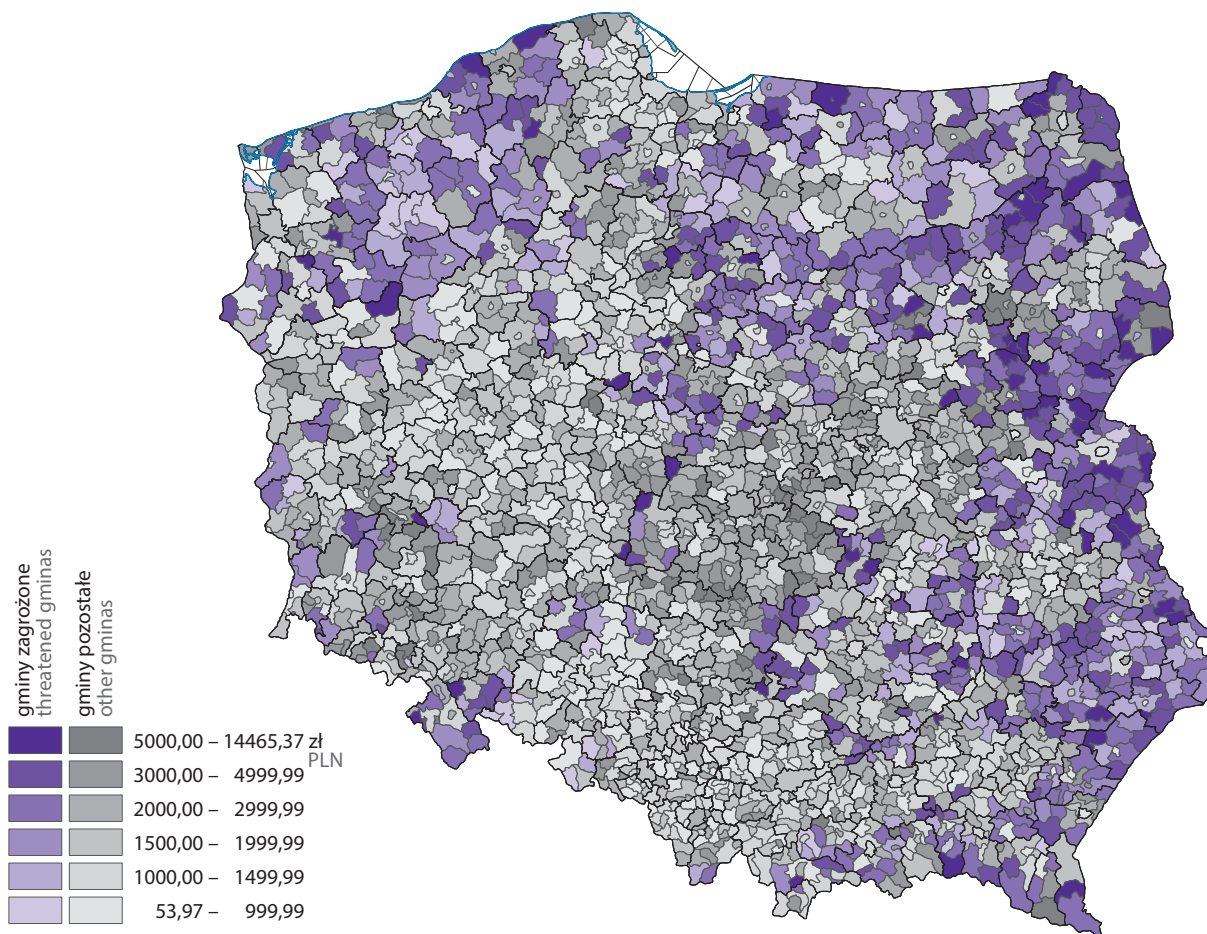 gminy zagrożone
threatened gminas
gminy pozostałe
other gminas
5000,00 – 14465,37 zł
PLN
3000,00 – 4999,99
2000,00 – 2999,99
1500,00 – 1999,99
1000,00 – 1499,99
53,97 – 999,99